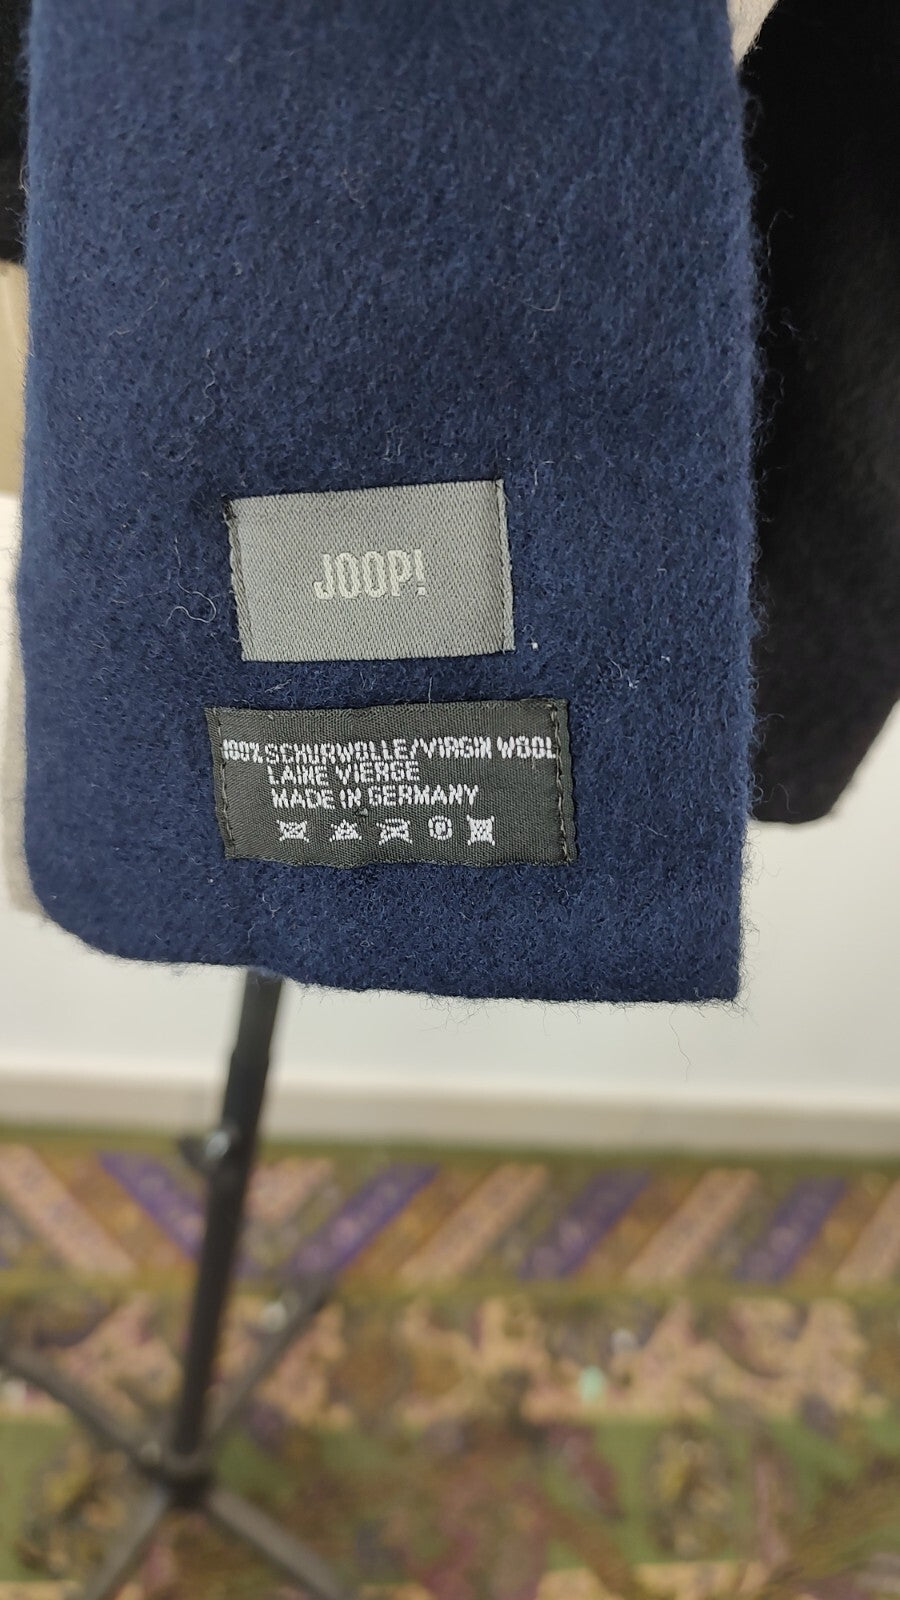 JOOP!
100% SCHURWOLLE/VIRGIN WOOL
LAINE VIERGE
MADE IN GERMANY